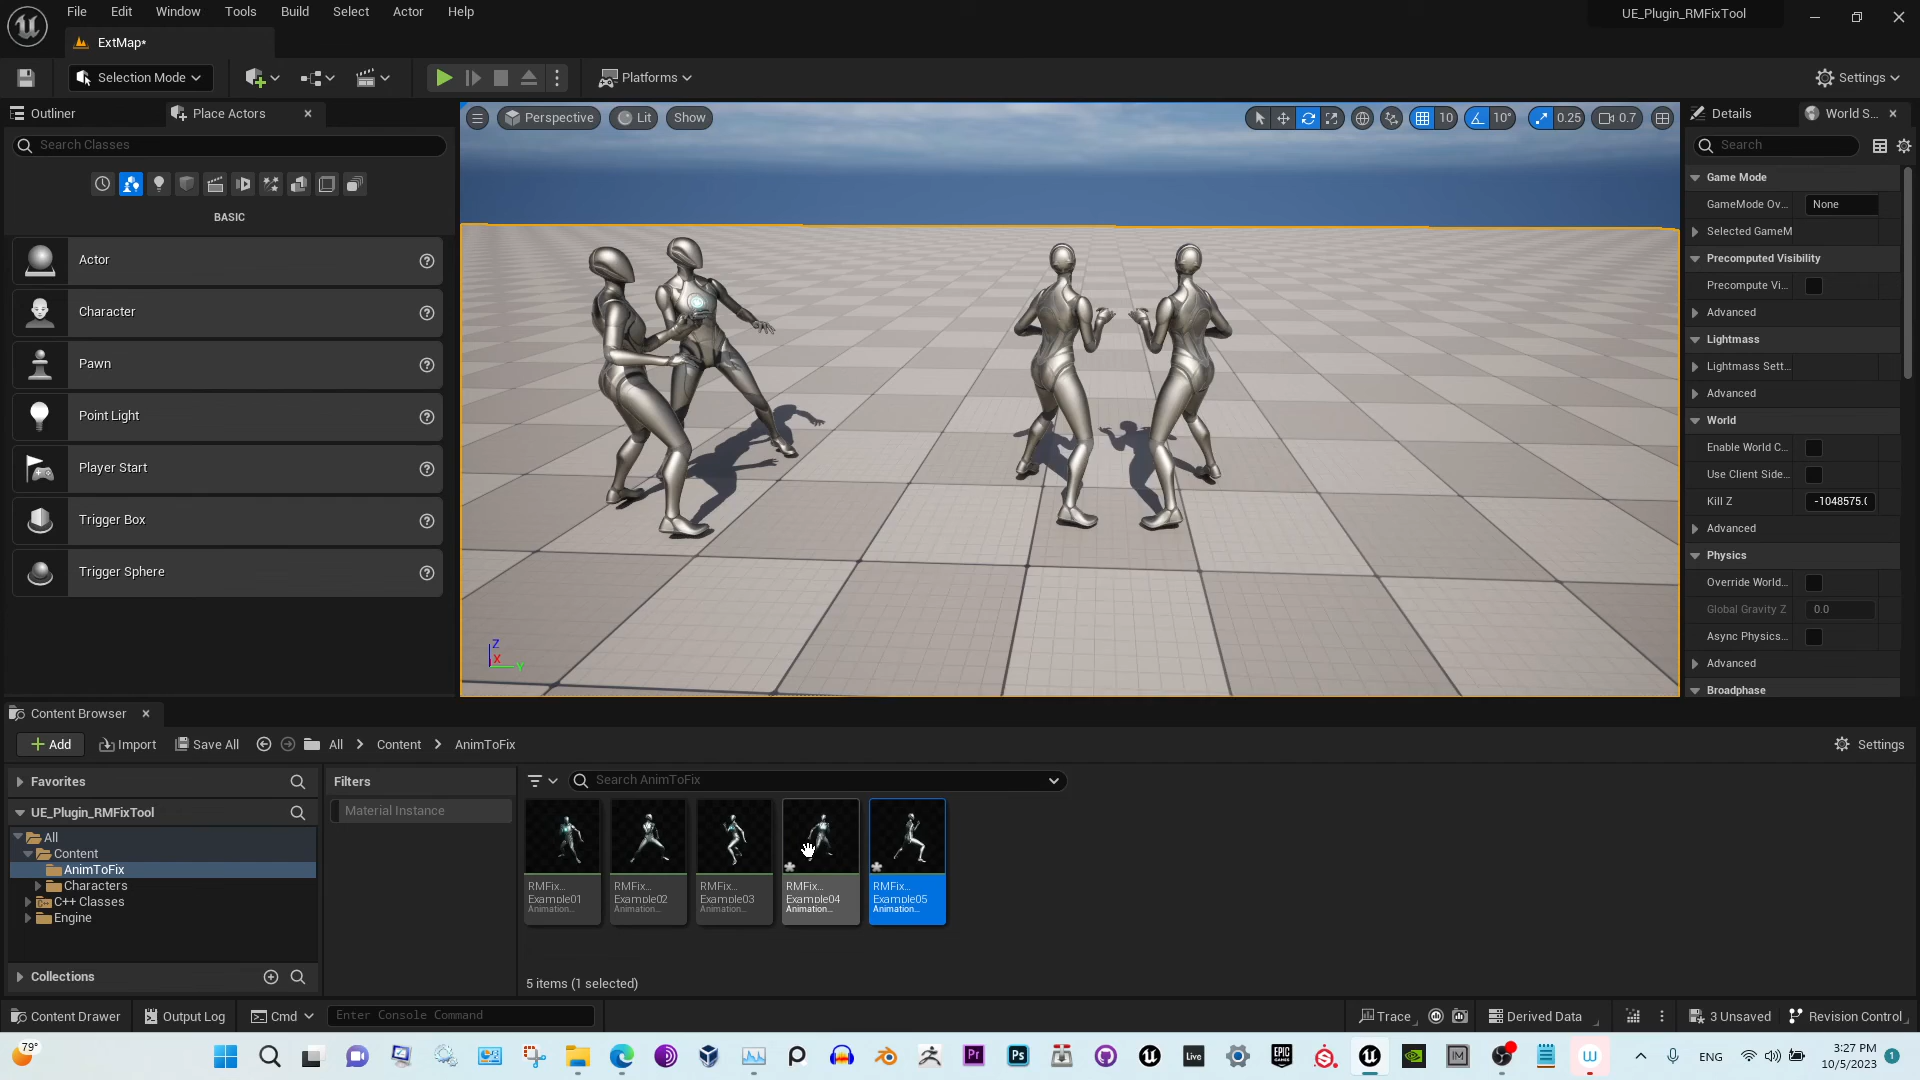 File Edit Window Tools Build Select Actor Help
UE_Plugin_RMFixTool
ExtMap*
Selection Mode
Platforms
Settings
Outliner
Place Actors
Perspective
Lit
Show
10
10°
0.25
0.7
Details
World S...
Search Classes
Search
BASIC
Actor
Character
Pawn
Point Light
Player Start
Trigger Box
Trigger Sphere
Game Mode
GameMode Ov...
None
Selected GameM
Precomputed Visibility
Precompute Vi...
Advanced
Lightmass
Lightmass Sett...
Advanced
World
Enable World C...
Use Client Side...
Kill Z
-1048575.(
Advanced
Physics
Override World...
Global Gravity Z
0.0
Async Physics...
Advanced
Broadphase
Z
X
Y
Content Browser
Add
Import
Save All
All
Content
AnimToFix
Settings
Favorites
UE_Plugin_RMFixTool
All
Content
AnimToFix
Characters
C++ Classes
Engine
Collections
Filters
Material Instance
Search AnimToFix
RMFix...
Example01
Animation...
RMFix...
Example02
Animation...
RMFix...
Example03
Animation...
RMFix...
Example04
Animation...
RMFix...
Example05
Animation...
5 items (1 selected)
Content Drawer
Output Log
Cmd
Enter Console Command
Trace
Derived Data
3 Unsaved
Revision Control
79°
Pr
Ps
Live
EPIC
GAMES
IM
W
ENG
3:27 PM
10/5/2023
1